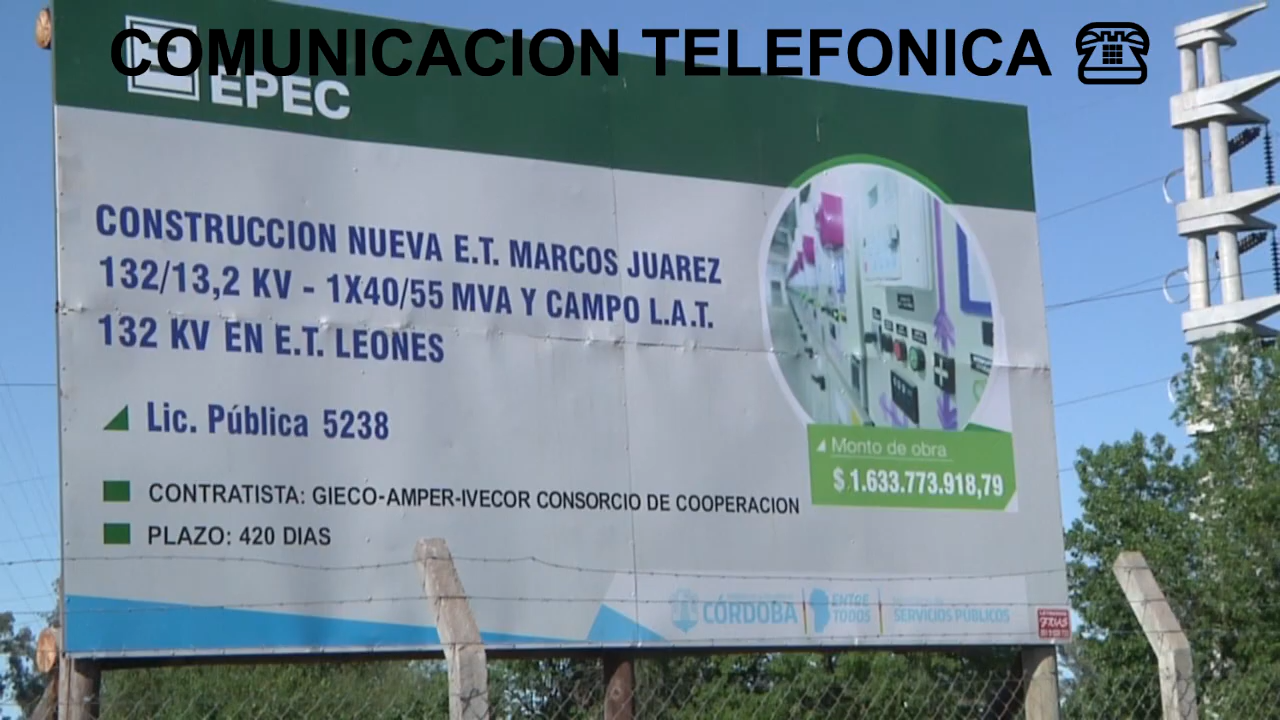 COMUNICACION TELEFONICA ☎
EPEC
CONSTRUCCION NUEVA E.T. MARCOS JUAREZ
132/13,2 KV - 1X40/55 MVA Y CAMPO L.A.T.
132 KV EN E.T. LEONES
Lic. Pública 5238
Monto de obra
$ 1.633.773.918,79
CONTRATISTA: GIECO-AMPER-IVECOR CONSORCIO DE COOPERACION
PLAZO: 420 DIAS
CÓRDOBA
ENTRE
TODOS
SERVICIOS PÚBLICOS